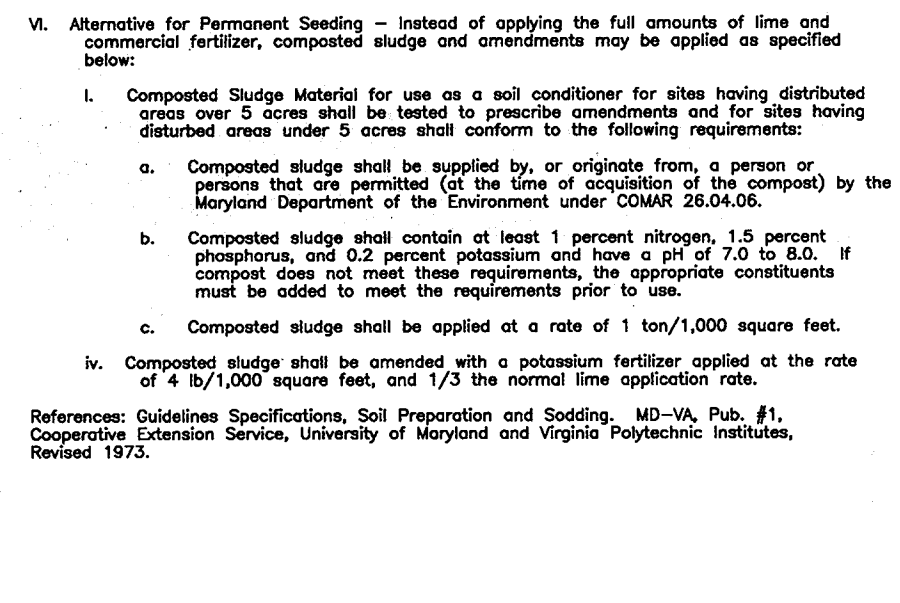 VI. Alternative for Permanent Seeding – Instead of applying the full amounts of lime and
commercial fertilizer, composted sludge and amendments may be applied as specified
below:
i. Composted Sludge Material for use as a soil conditioner for sites having distributed
areas over 5 acres shall be tested to prescribe amendments and for sites having
disturbed areas under 5 acres shall conform to the following requirements:
a. Composted sludge shall be supplied by, or originate from, a person or
persons that are permitted (at the time of acquisition of the compost) by the
Maryland Department of the Environment under COMAR 26.04.06.
b. Composted sludge shall contain at least 1 percent nitrogen, 1.5 percent
phosphorus, and 0.2 percent potassium and have a pH of 7.0 to 8.0. If
compost does not meet these requirements, the appropriate constituents
must be added to meet the requirements prior to use.
c. Composted sludge shall be applied at a rate of 1 ton/1,000 square feet.
iv. Composted sludge shall be amended with a potassium fertilizer applied at the rate
of 4 lb/1,000 square feet, and 1/3 the normal lime application rate.
References: Guidelines Specifications, Soil Preparation and Sodding. MD-VA, Pub. #1,
Cooperative Extension Service, University of Maryland and Virginia Polytechnic Institutes,
Revised 1973.